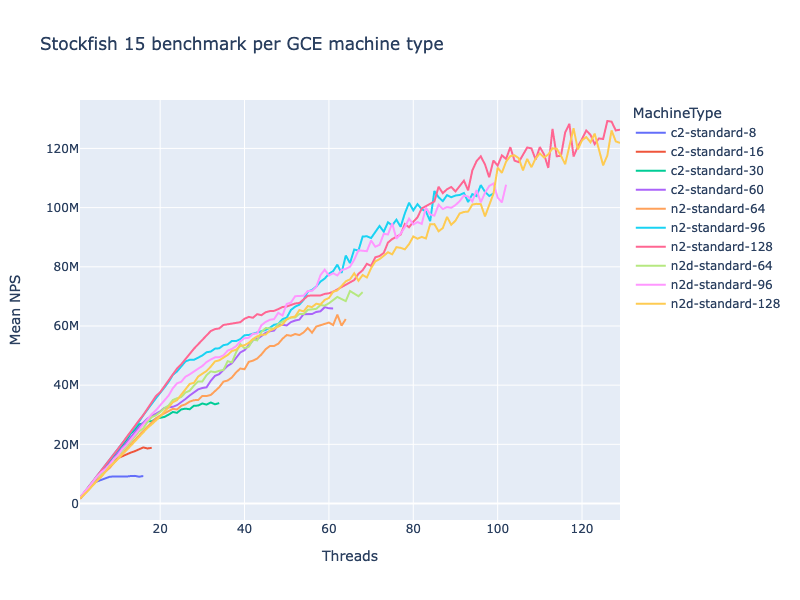 Stockfish 15 benchmark per GCE machine type
MachineType
c2-standard-8
c2-standard-16
c2-standard-30
c2-standard-60
n2-standard-64
n2-standard-96
n2-standard-128
n2d-standard-64
n2d-standard-96
n2d-standard-128
Mean NPS
120M
100M
80M
60M
40M
20M
0
20
40
60
80
100
120
Threads